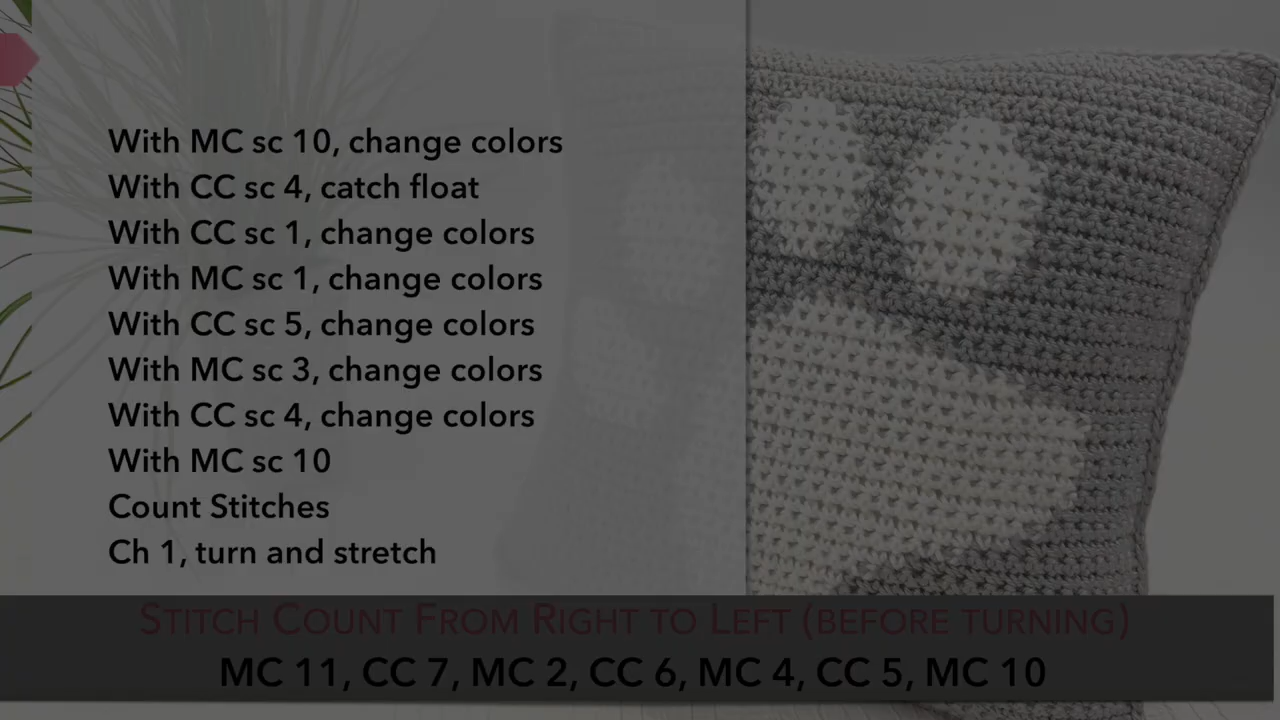 With MC sc 10, change colors
With CC sc 4, catch float
With CC sc 1, change colors
With MC sc 1, change colors
With CC sc 5, change colors
With MC sc 3, change colors
With CC sc 4, change colors
With MC sc 10
Count Stitches
Ch 1, turn and stretch
STITCH COUNT FROM RIGHT TO LEFT (BEFORE TURNING)
MC 11, CC 7, MC 2, CC 6, MC 4, CC 5, MC 10